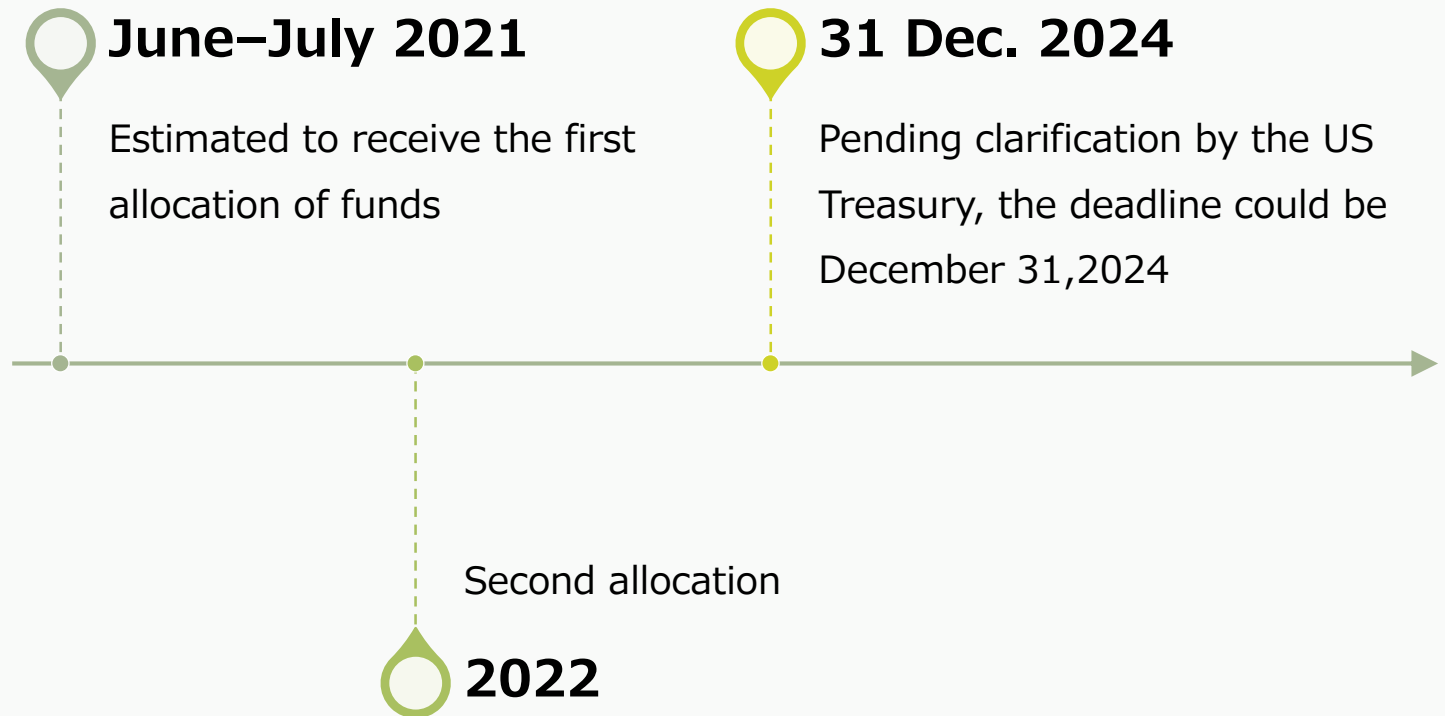 June–July 2021
Estimated to receive the first
allocation of funds
31 Dec. 2024
Pending clarification by the US
Treasury, the deadline could be
December 31,2024
Second allocation
2022